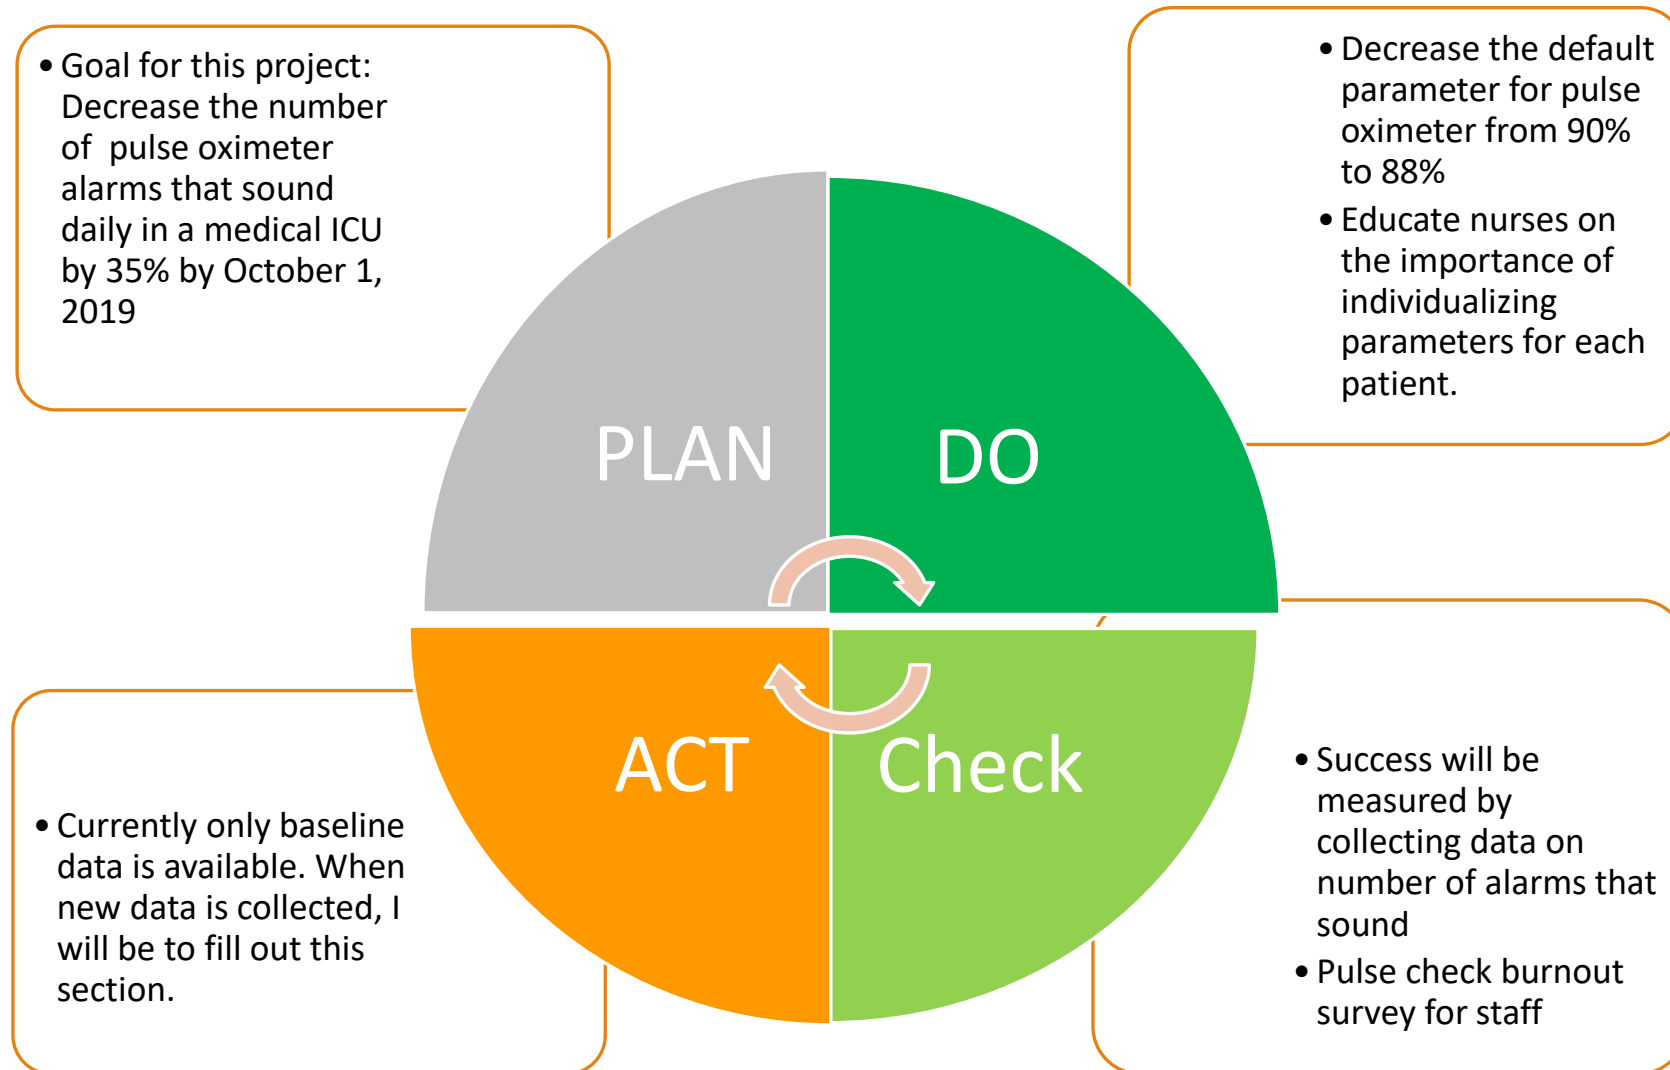 • Goal for this project:
Decrease the number
of  pulse oximeter
alarms that sound
daily in a medical ICU
by 35% by October 1,
2019
• Decrease the default
parameter for pulse
oximeter from 90%
to 88%
• Educate nurses on
the importance of
individualizing
parameters for each
patient.
PLAN
DO
ACT
Check
• Currently only baseline
data is available. When
new data is collected, I
will be to fill out this
section.
• Success will be
measured by
collecting data on
number of alarms that
sound
• Pulse check burnout
survey for staff